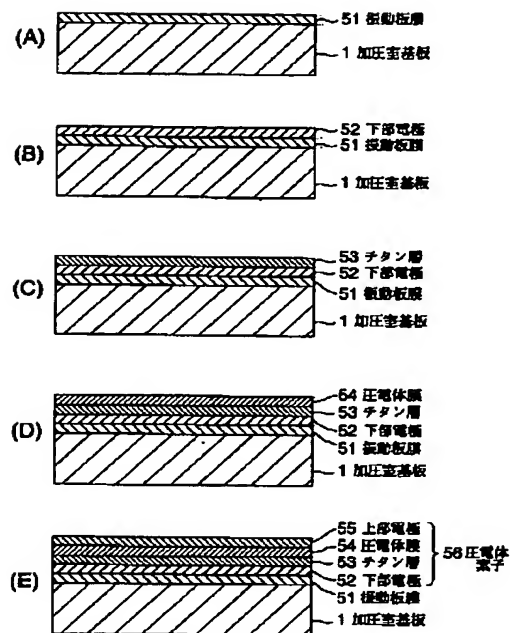 (A)
51 振動板膜
1 加圧室基板
(B)
52 下部電極
51 振動板膜
1 加圧室基板
(C)
53 チタン層
52 下部電極
51 振動板膜
1 加圧室基板
(D)
54 圧電体膜
53 チタン層
52 下部電極
51 振動板膜
1 加圧室基板
(E)
55 上部電極
54 圧電体膜
53 チタン層
52 下部電極
51 振動板膜
1 加圧室基板
56 圧電体
素子